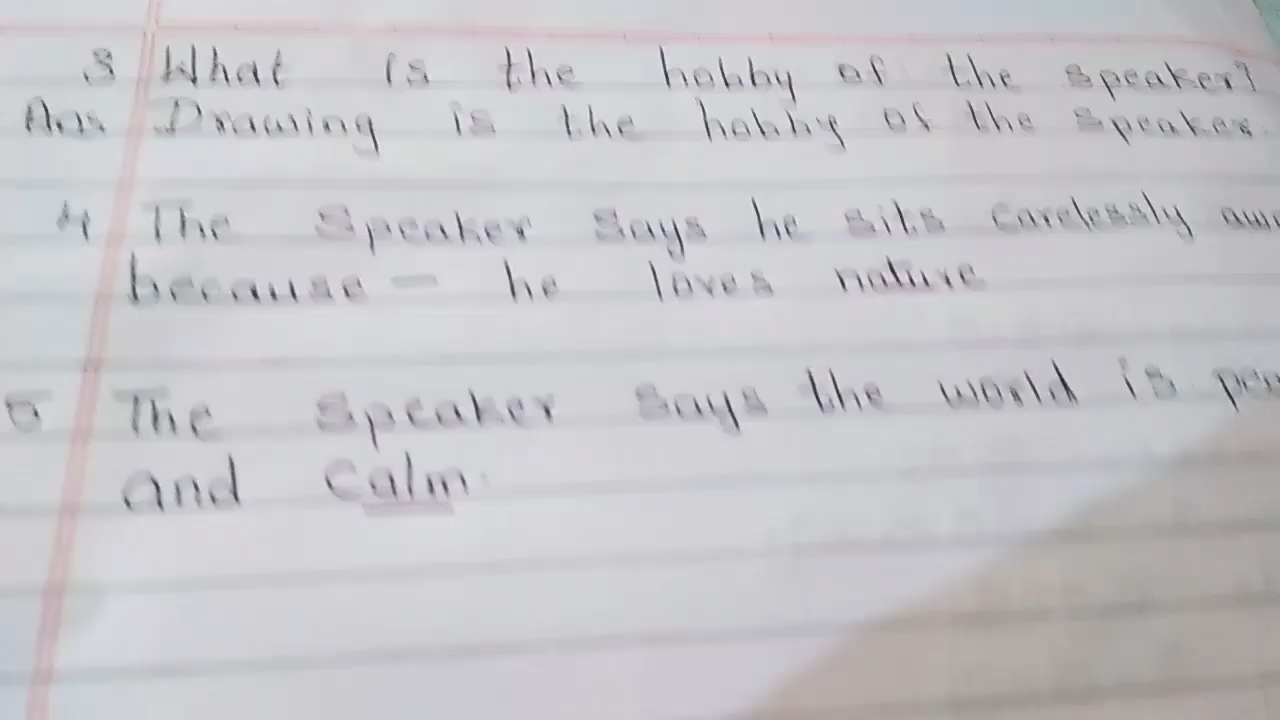 3 What is the hobby of the speaker?
Ans Drawing is the hobby of the speaker.
4 The speaker says he sits carelessly
because - he loves nature
5 The speaker says the world is
and calm.